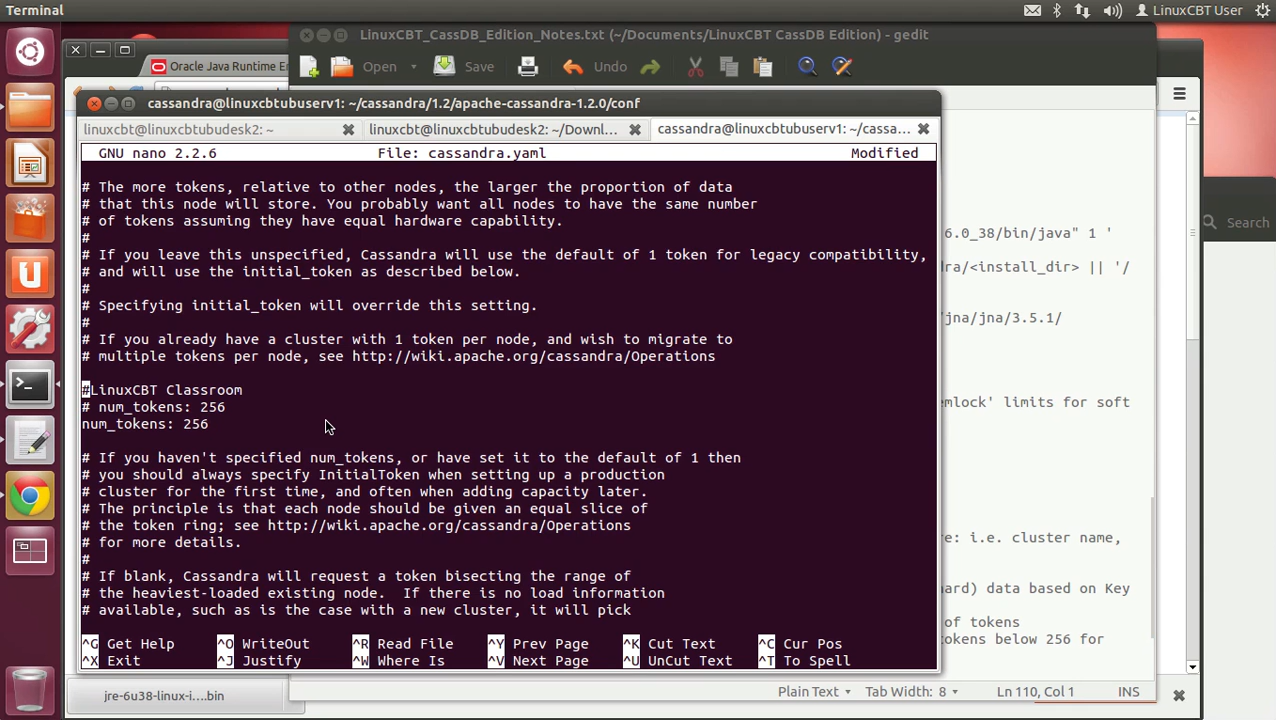 Terminal
LinuxCBT User
LinuxCBT_CassDB_Edition_Notes.txt (~/Documents/LinuxCBT CassDB Edition) - gedit
Oracle Java Runtime En
Open
Save
Undo
cassandra@linuxcbtubuserv1: ~/cassandra/1.2/apache-cassandra-1.2.0/conf
linuxcbt@linuxcbtubudesk2: ~
linuxcbt@linuxcbtubudesk2: ~/Downl...
cassandra@linuxcbtubuserv1: ~/cassa...
GNU nano 2.2.6 File: cassandra.yaml Modified
# The more tokens, relative to other nodes, the larger the proportion of data
# that this node will store. You probably want all nodes to have the same number
# of tokens assuming they have equal hardware capability.
#
# If you leave this unspecified, Cassandra will use the default of 1 token for legacy compatibility,
# and will use the initial_token as described below.
#
# Specifying initial_token will override this setting.
#
# If you already have a cluster with 1 token per node, and wish to migrate to
# multiple tokens per node, see http://wiki.apache.org/cassandra/Operations
#LinuxCBT Classroom
# num_tokens: 256
num_tokens: 256
# If you haven't specified num_tokens, or have set it to the default of 1 then
# you should always specify InitialToken when setting up a production
# cluster for the first time, and often when adding capacity later.
# The principle is that each node should be given an equal slice of
# the token ring; see http://wiki.apache.org/cassandra/Operations
# for more details.
#
# If blank, Cassandra will request a token bisecting the range of
# the heaviest-loaded existing node.  If there is no load information
# available, such as is the case with a new cluster, it will pick
^G Get Help ^O WriteOut ^R Read File ^Y Prev Page ^K Cut Text ^C Cur Pos
^X Exit ^J Justify ^W Where Is ^V Next Page ^U UnCut Text ^T To Spell
6.0_38/bin/java" 1 '
ra/<install_dir> || '/
/jna/jna/3.5.1/
emlock' limits for soft
re: i.e. cluster name,
ard) data based on Key
of tokens
okens below 256 for
Search
Plain Text
Tab Width: 8
Ln 110, Col 1
INS
jre-6u38-linux-i....bin